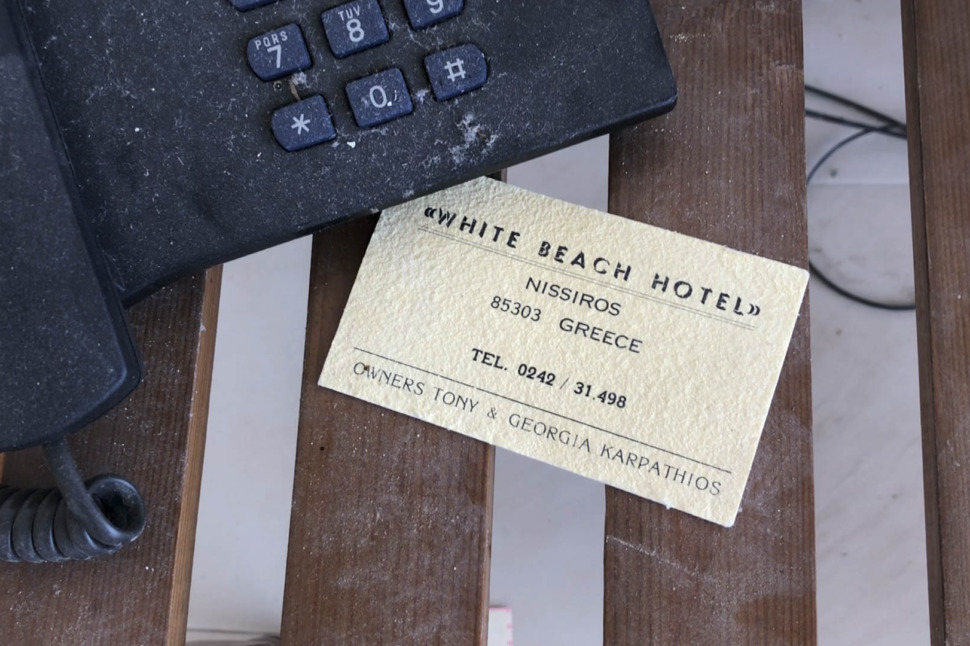 PQRS TUV
7 8 9
* 0 #
«WHITE BEACH HOTEL»
NISSIROS
85303 GREECE
TEL. 0242 / 31.498
OWNERS TONY & GEORGIA KARPATHIOS